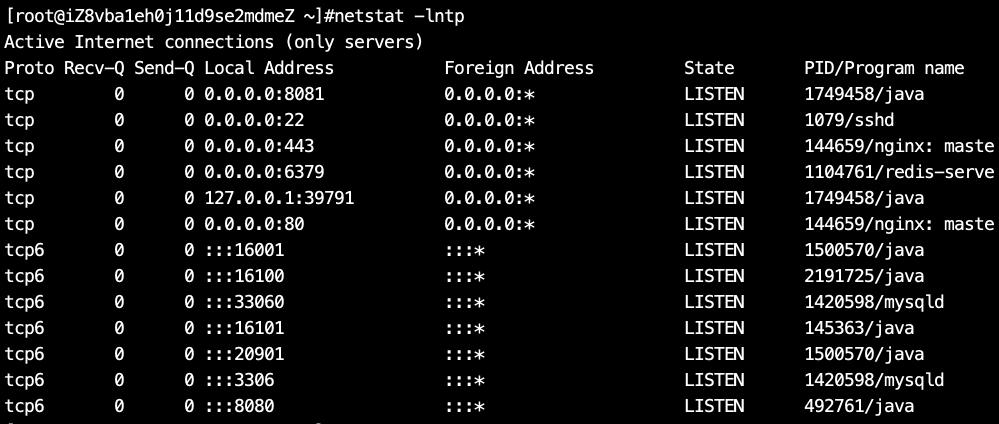 [root@iZ8vba1eh0j11d9se2mdmeZ ~]#netstat -lntp
Active Internet connections (only servers)
Proto Recv-Q Send-Q Local Address           Foreign Address         State       PID/Program name
tcp        0      0 0.0.0.0:8081            0.0.0.0:*               LISTEN      1749458/java
tcp        0      0 0.0.0.0:22              0.0.0.0:*               LISTEN      1079/sshd
tcp        0      0 0.0.0.0:443             0.0.0.0:*               LISTEN      144659/nginx: maste
tcp        0      0 0.0.0.0:6379            0.0.0.0:*               LISTEN      1104761/redis-serve
tcp        0      0 127.0.0.1:39791         0.0.0.0:*               LISTEN      1749458/java
tcp        0      0 0.0.0.0:80              0.0.0.0:*               LISTEN      144659/nginx: maste
tcp6       0      0 :::16001                :::*                    LISTEN      1500570/java
tcp6       0      0 :::16100                :::*                    LISTEN      2191725/java
tcp6       0      0 :::33060                :::*                    LISTEN      1420598/mysqld
tcp6       0      0 :::16101                :::*                    LISTEN      145363/java
tcp6       0      0 :::20901                :::*                    LISTEN      1500570/java
tcp6       0      0 :::3306                 :::*                    LISTEN      1420598/mysqld
tcp6       0      0 :::8080                 :::*                    LISTEN      492761/java